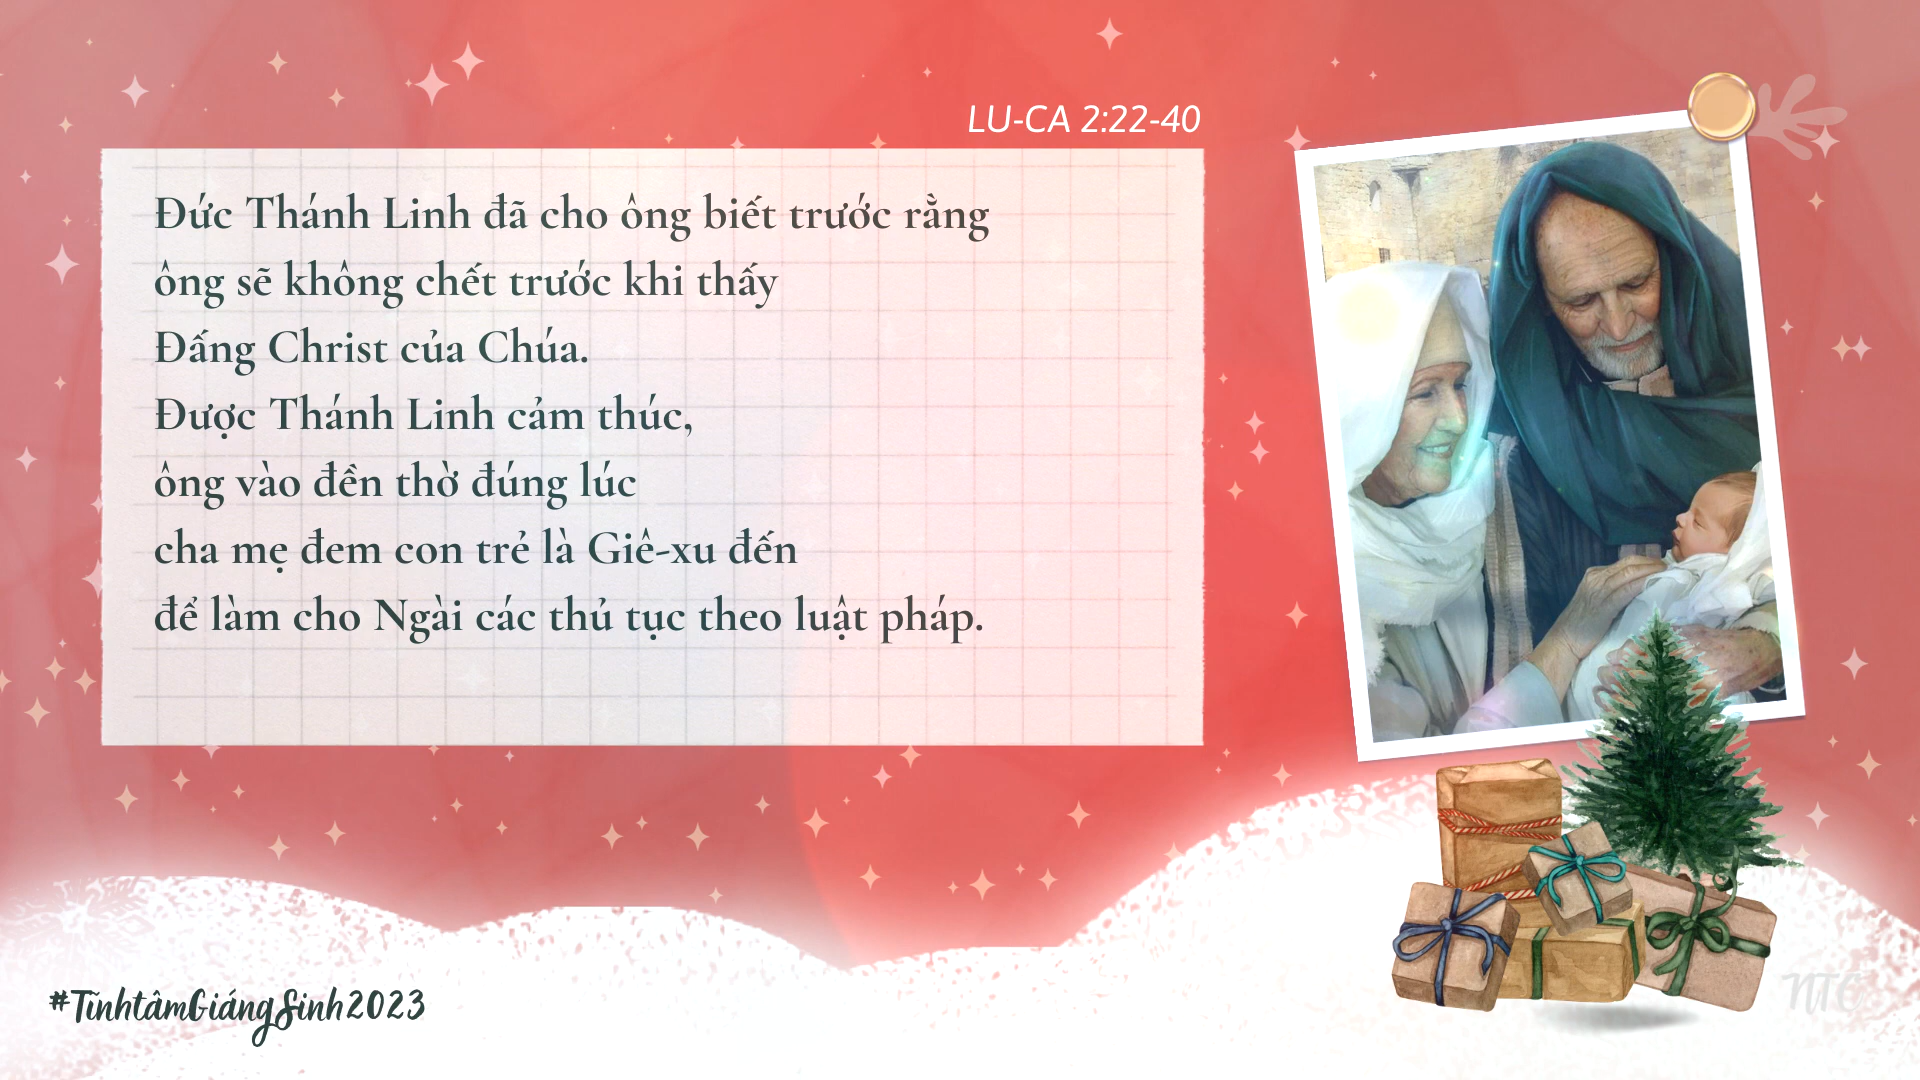 LU-CA 2:22-40
Đức Thánh Linh đã cho ông biết trước rằng
ông sẽ không chết trước khi thấy
Đấng Christ của Chúa.
Được Thánh Linh cảm thúc,
ông vào đền thờ đúng lúc
cha mẹ đem con trẻ là Giê-xu đến
để làm cho Ngài các thủ tục theo luật pháp.
#TĩnhtâmGiángSinh2023
NTC